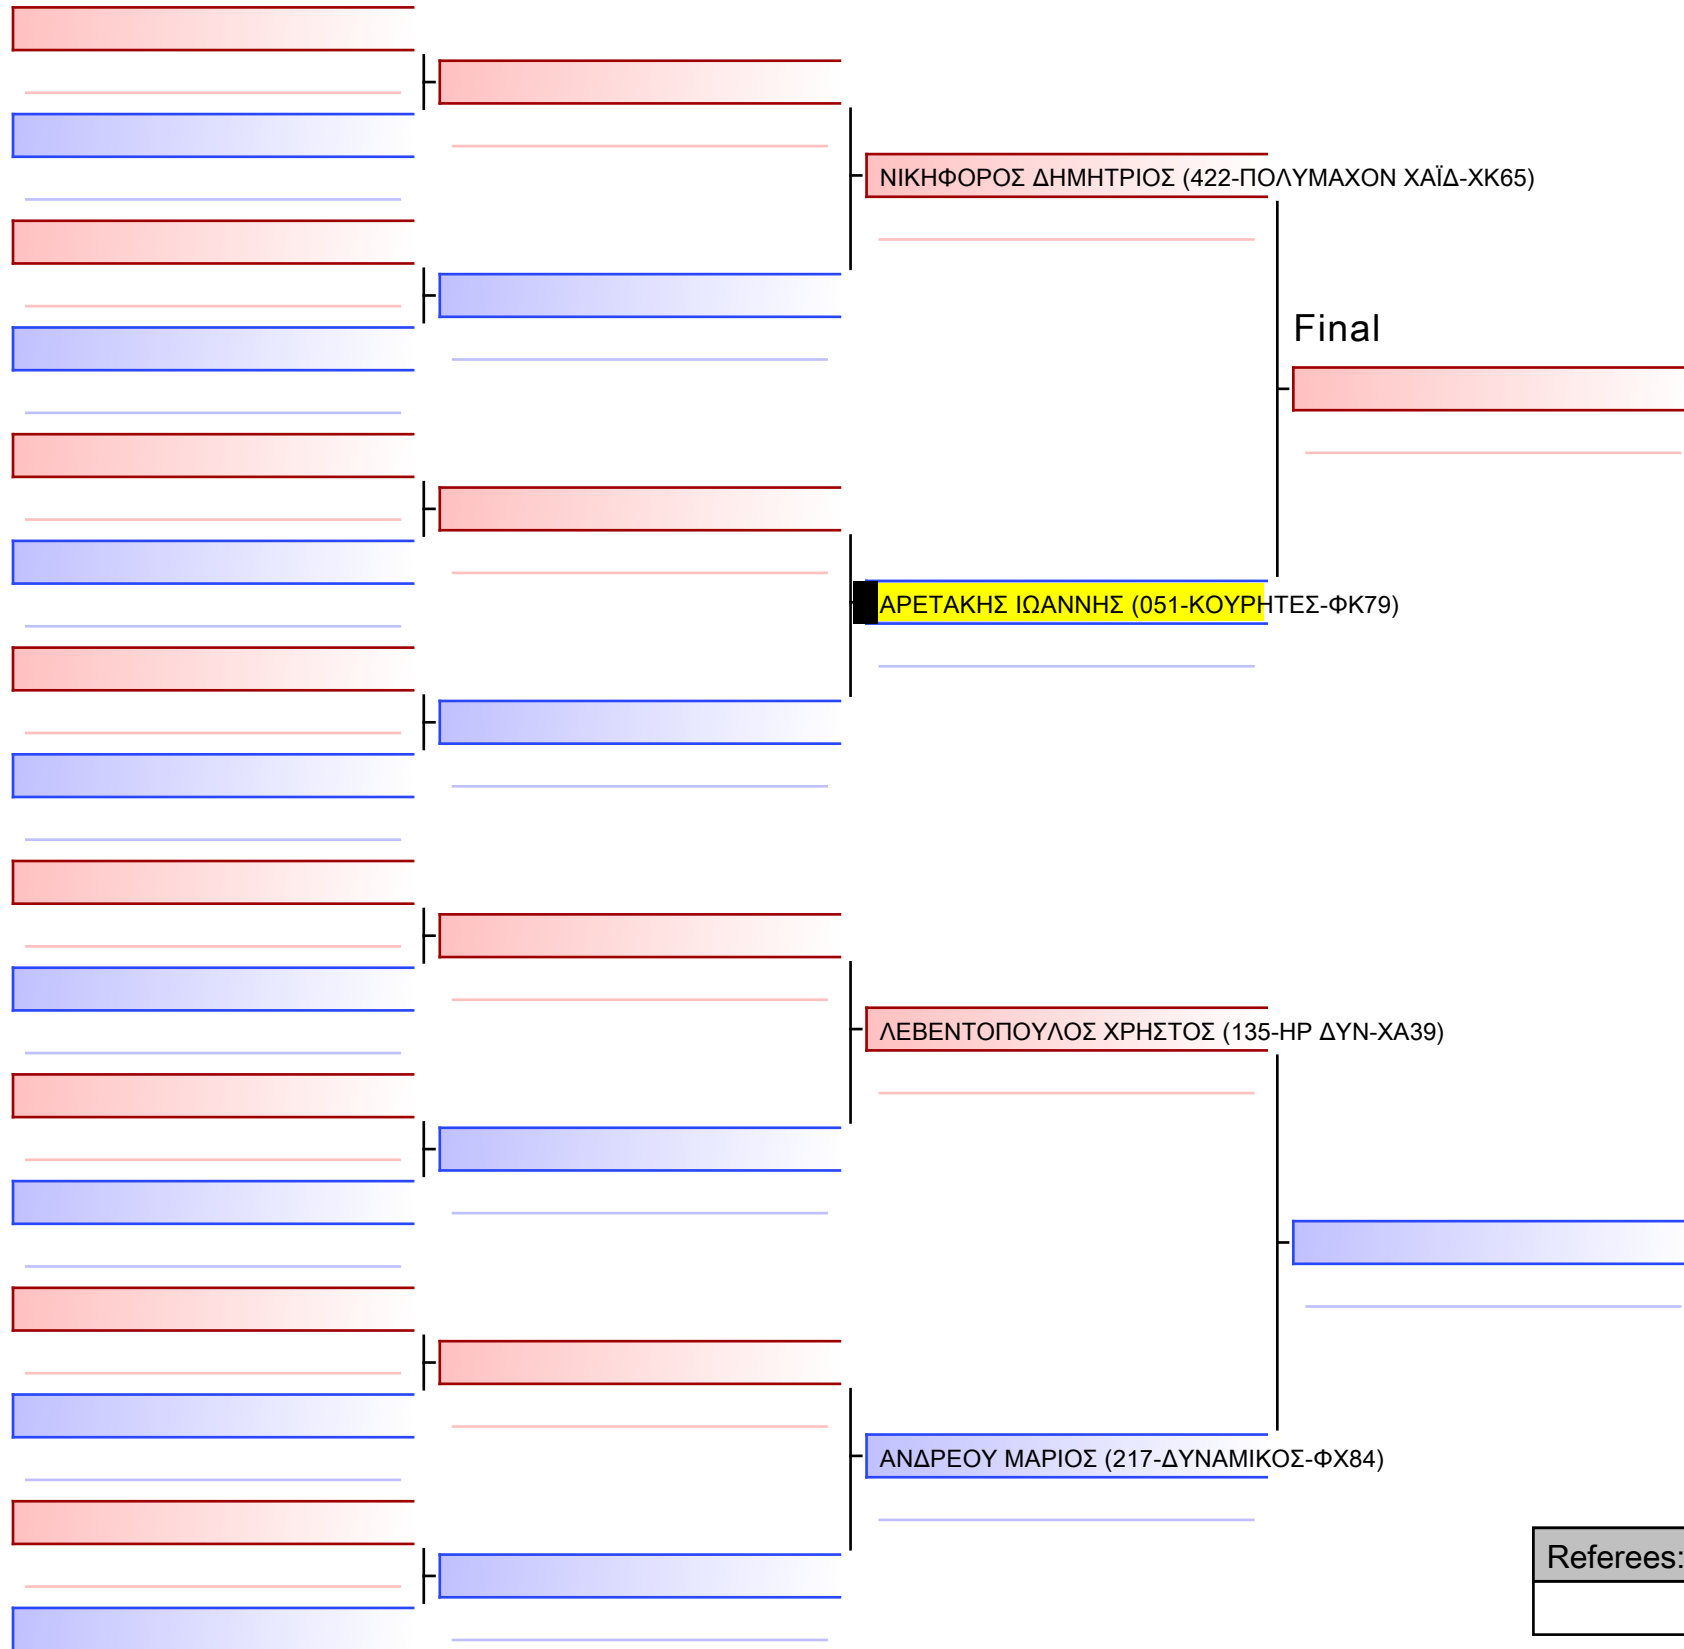 ΝΙΚΗΦΟΡΟΣ ΔΗΜΗΤΡΙΟΣ (422-ΠΟΛΥΜΑΧΟΝ ΧΑΪΔ-ΧΚ65)
Final
ΑΡΕΤΑΚΗΣ ΙΩΑΝΝΗΣ (051-ΚΟΥΡΗΤΕΣ-ΦΚ79)
ΛΕΒΕΝΤΟΠΟΥΛΟΣ ΧΡΗΣΤΟΣ (135-ΗΡ ΔΥΝ-ΧΑ39)
ΑΝΔΡΕΟΥ ΜΑΡΙΟΣ (217-ΔΥΝΑΜΙΚΟΣ-ΦΧ84)
Referees: